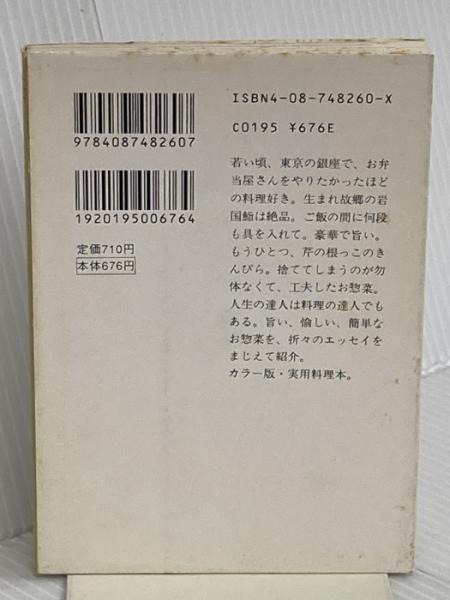 ISBN4-08-748260-X
C0195 ¥676E
9784087482607
1920195006764
定価710円
本体676円
若い頃、東京の銀座で、お弁
当屋さんをやりたかったほど
の料理好き。生まれ故郷の岩
国鮨は絶品。ご飯の間に何段
も具を入れて。豪華で旨い。
もうひとつ、芹の根っこのき
んぴら。捨ててしまうのが勿
体なくて、工夫したお惣菜。
人生の達人は料理の達人でも
ある。旨い、愉しい、簡単な
お惣菜を、折々のエッセイを
まじえて紹介。
カラー版・実用料理本。